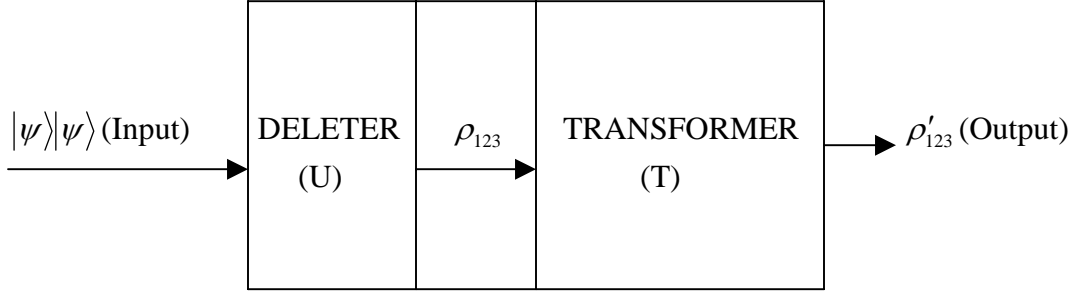 |ψ⟩|ψ⟩ (Input)
DELETER
(U)
ρ₁₂₃
TRANSFORMER
(T)
ρ′₁₂₃ (Output)